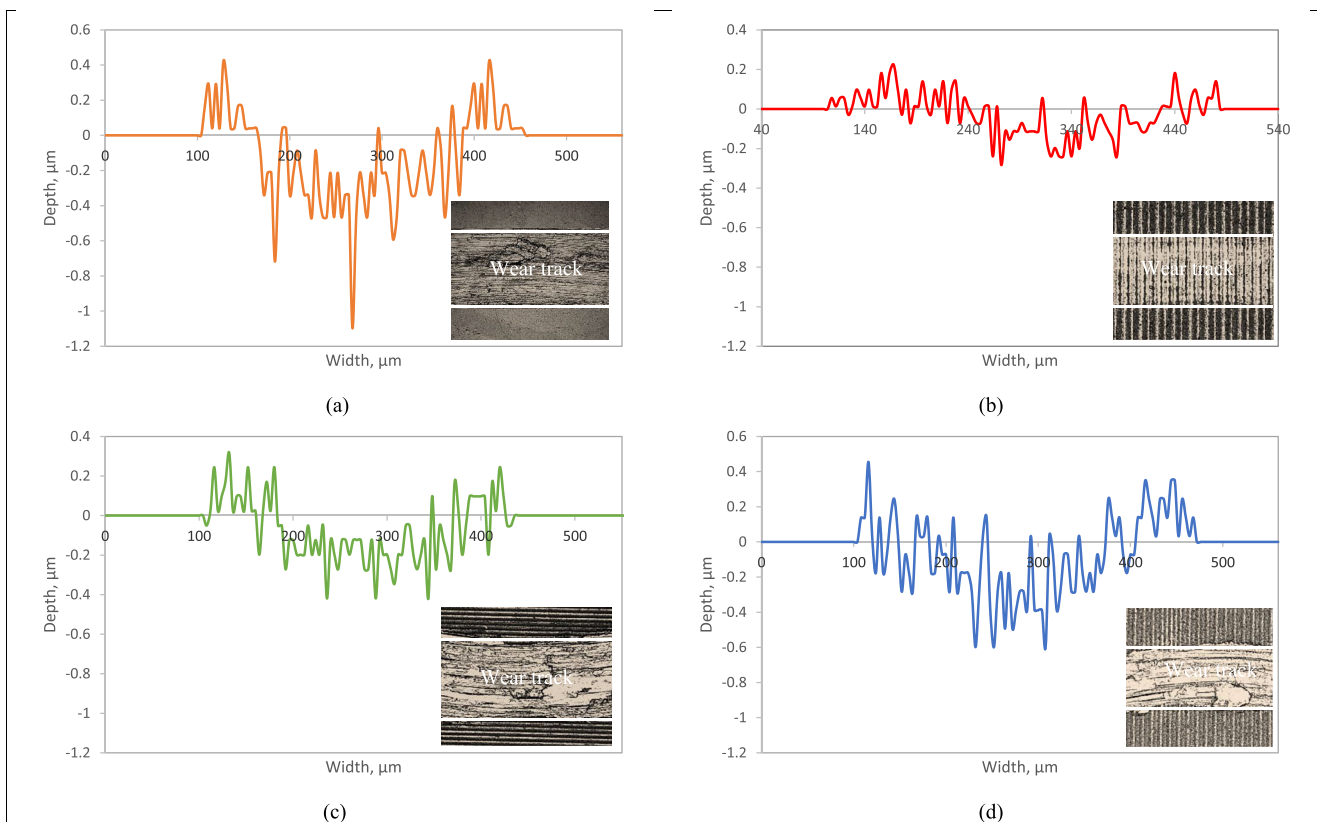 0.6
0.4
0.2
0
-0.2
-0.4
-0.6
-0.8
-1
-1.2
0 100 200 300 400 500
Depth, µm
Width, µm
Wear track
(a)
0.4
0.2
0
-0.2
-0.4
-0.6
-0.8
-1
-1.2
40 140 240 340 440 540
Depth, µm
Width, µm
Wear track
(b)
0.4
0.2
0
-0.2
-0.4
-0.6
-0.8
-1
-1.2
0 100 200 300 400 500
Depth, µm
Width, µm
Wear track
(c)
0.6
0.4
0.2
0
-0.2
-0.4
-0.6
-0.8
-1
-1.2
0 100 200 300 400 500
Depth, µm
Width, µm
Wear track
(d)